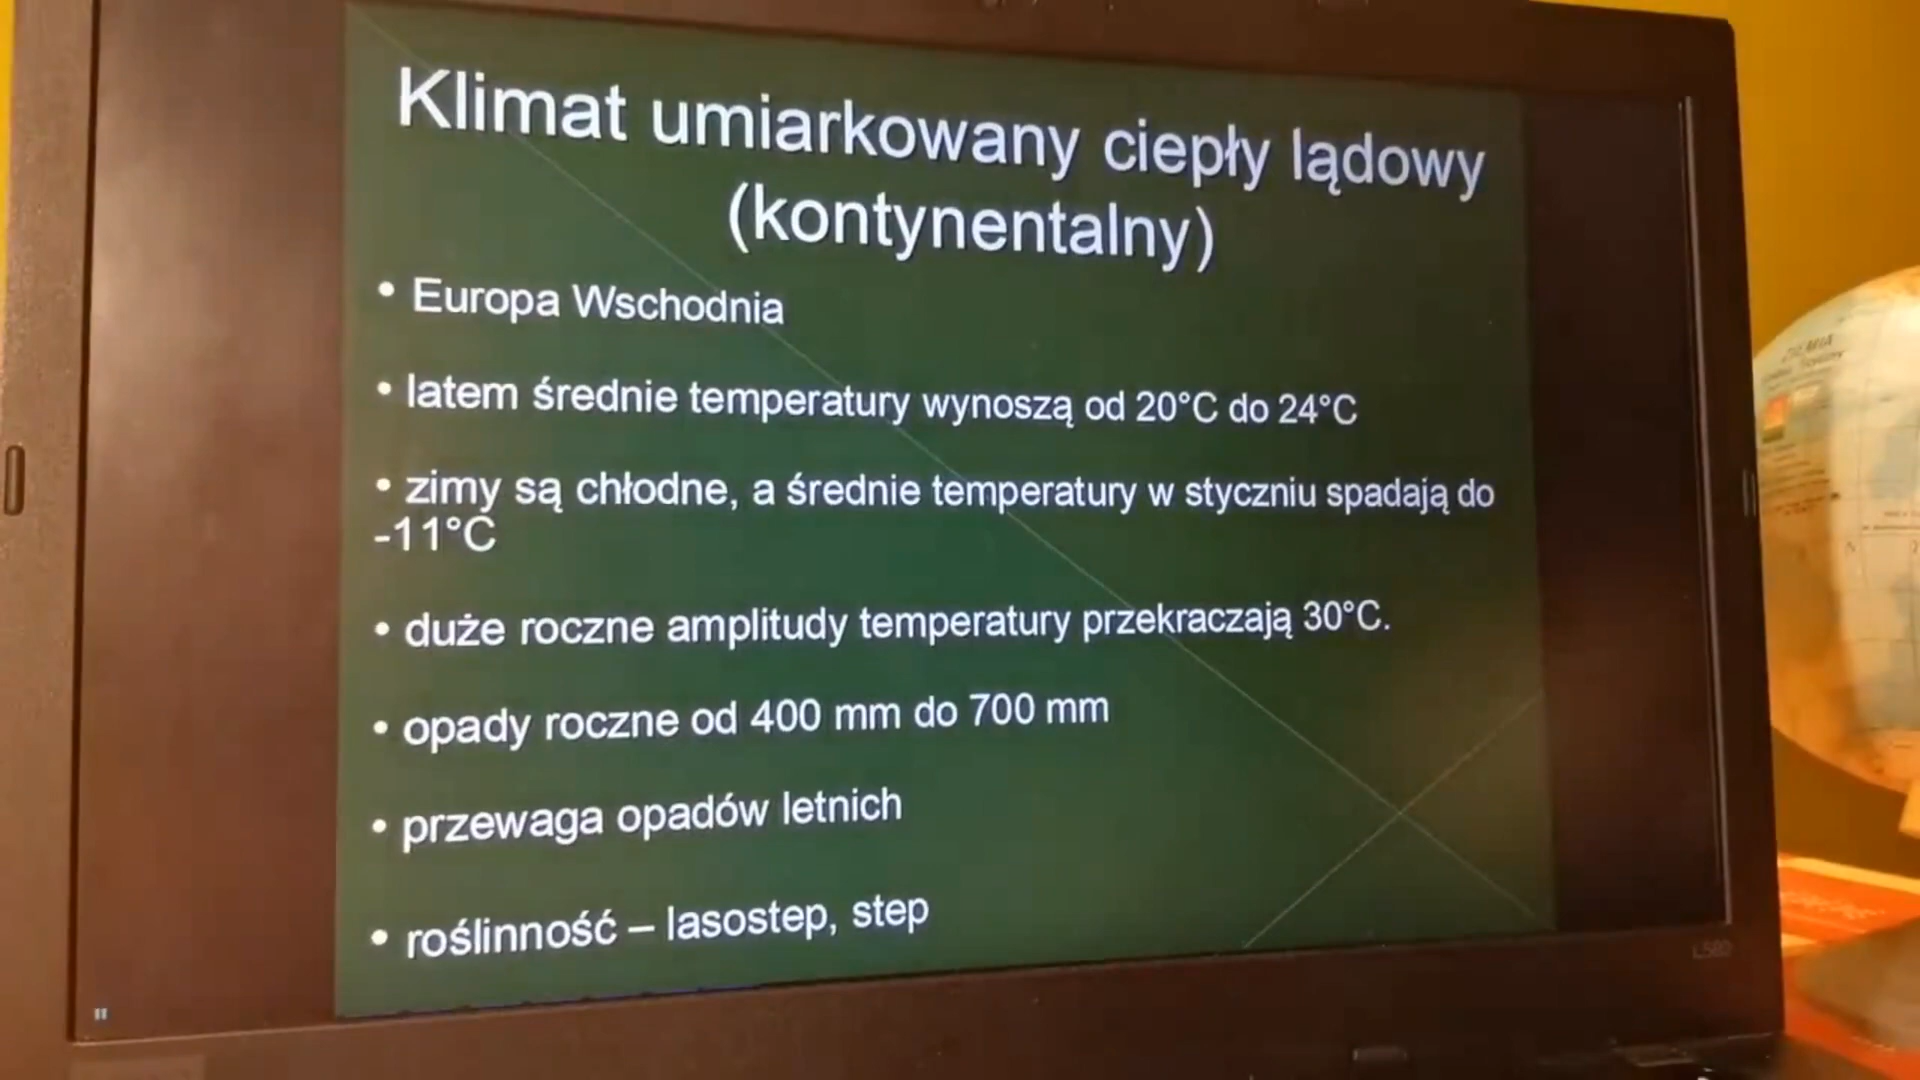 Klimat umiarkowany ciepły lądowy
(kontynentalny)
• Europa Wschodnia
• latem średnie temperatury wynoszą od 20°C do 24°C
• zimy są chłodne, a średnie temperatury w styczniu spadają do
-11°C
• duże roczne amplitudy temperatury przekraczają 30°C.
• opady roczne od 400 mm do 700 mm
• przewaga opadów letnich
• roślinność – lasostep, step
L580
ZIEMIA